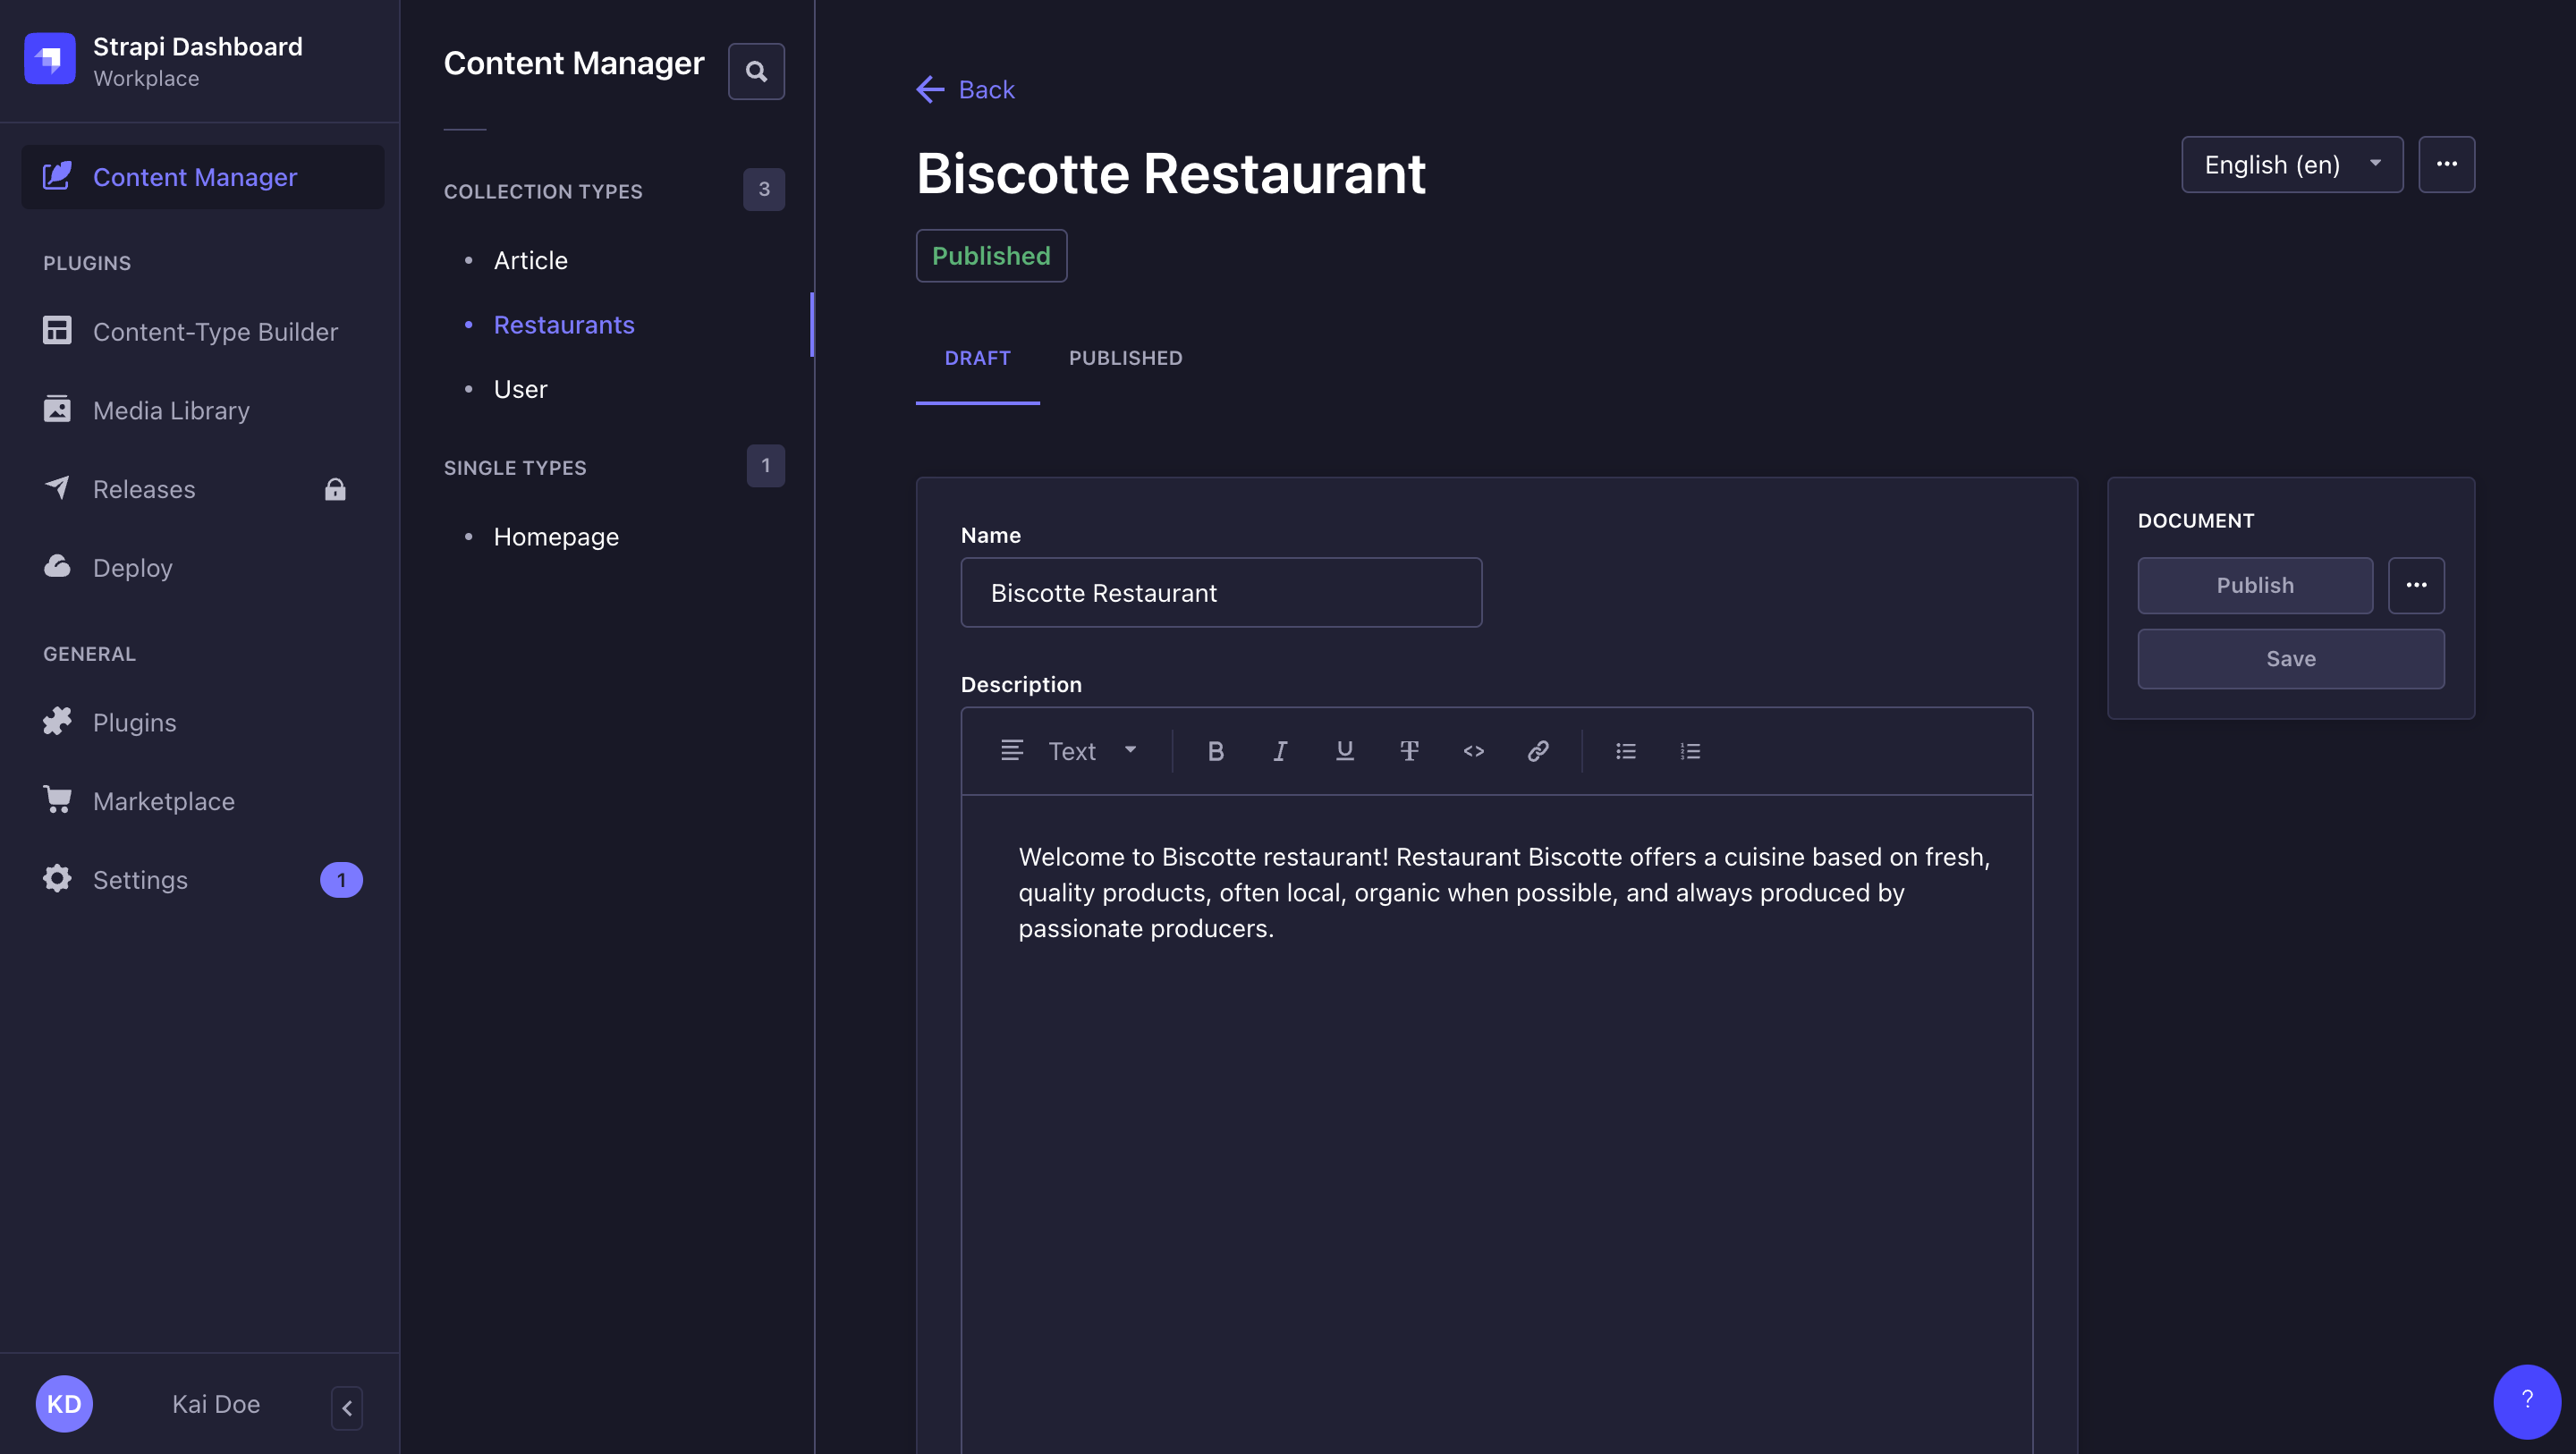 Strapi Dashboard
Workplace
Content Manager
PLUGINS
Content-Type Builder
Media Library
Releases
Deploy
GENERAL
Plugins
Marketplace
Settings
1
KD
Kai Doe
Content Manager
COLLECTION TYPES
3
Article
Restaurants
User
SINGLE TYPES
1
Homepage
Back
Biscotte Restaurant
English (en)
Published
DRAFT
PUBLISHED
Name
Biscotte Restaurant
Description
Text
Welcome to Biscotte restaurant! Restaurant Biscotte offers a cuisine based on fresh,
quality products, often local, organic when possible, and always produced by
passionate producers.
DOCUMENT
Publish
Save
?